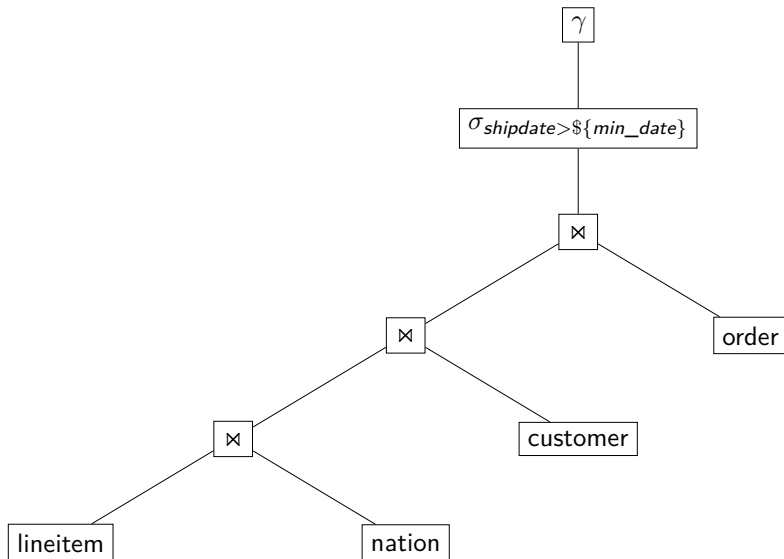 γ
σshipdate>${min_date}
⋈
⋈
order
⋈
customer
lineitem
nation